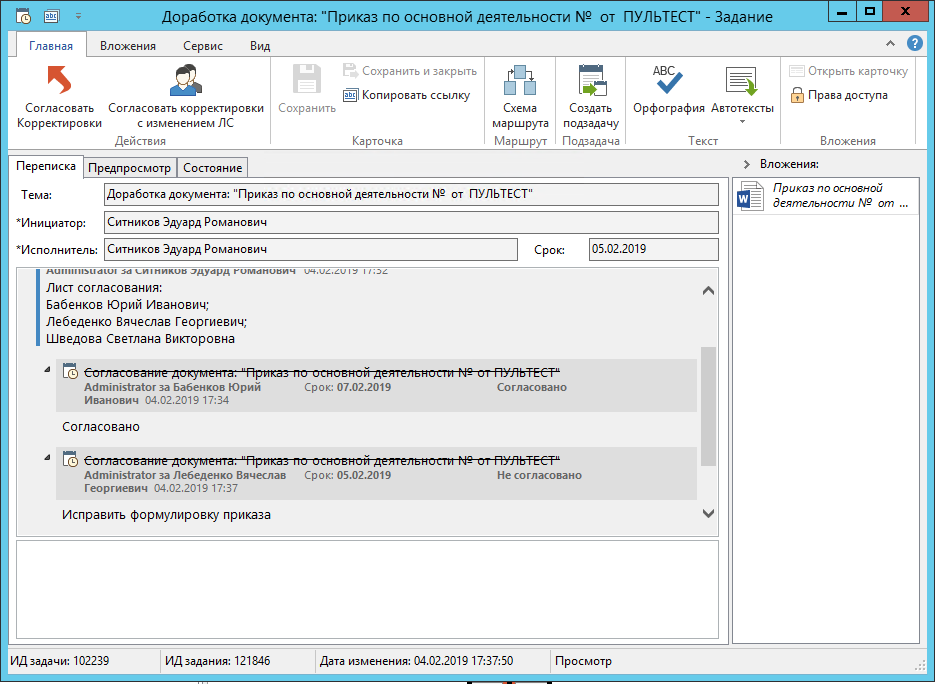 Доработка документа: "Приказ по основной деятельности № от ПУЛЬТЕСТ" - Задание
Главная Вложения Сервис Вид
Согласовать Корректировки
Согласовать корректировки с изменением ЛС
Действия
Сохранить
Сохранить и закрыть
Копировать ссылку
Карточка
Схема маршрута
Маршрут
Создать подзадачу
Подзадача
ABC
Орфография
Автотексты
Текст
Открыть карточку
Права доступа
Вложения
Переписка Предпросмотр Состояние
Тема: Доработка документа: "Приказ по основной деятельности № от ПУЛЬТЕСТ"
*Инициатор: Ситников Эдуард Романович
*Исполнитель: Ситников Эдуард Романович Срок: 05.02.2019
Administrator за Ситников Эдуард Романович 04.02.2019 17:32
Лист согласования:
Бабенков Юрий Иванович;
Лебеденко Вячеслав Георгиевич;
Шведова Светлана Викторовна
Согласование документа: "Приказ по основной деятельности № от ПУЛЬТЕСТ"
Administrator за Бабенков Юрий Срок: 07.02.2019 Согласовано
Иванович 04.02.2019 17:34
Согласовано
Согласование документа: "Приказ по основной деятельности № от ПУЛЬТЕСТ"
Administrator за Лебеденко Вячеслав Срок: 05.02.2019 Не согласовано
Георгиевич 04.02.2019 17:37
Исправить формулировку приказа
Вложения:
Приказ по основной
деятельности № от ...
ИД задачи: 102239 ИД задания: 121846 Дата изменения: 04.02.2019 17:37:50 Просмотр